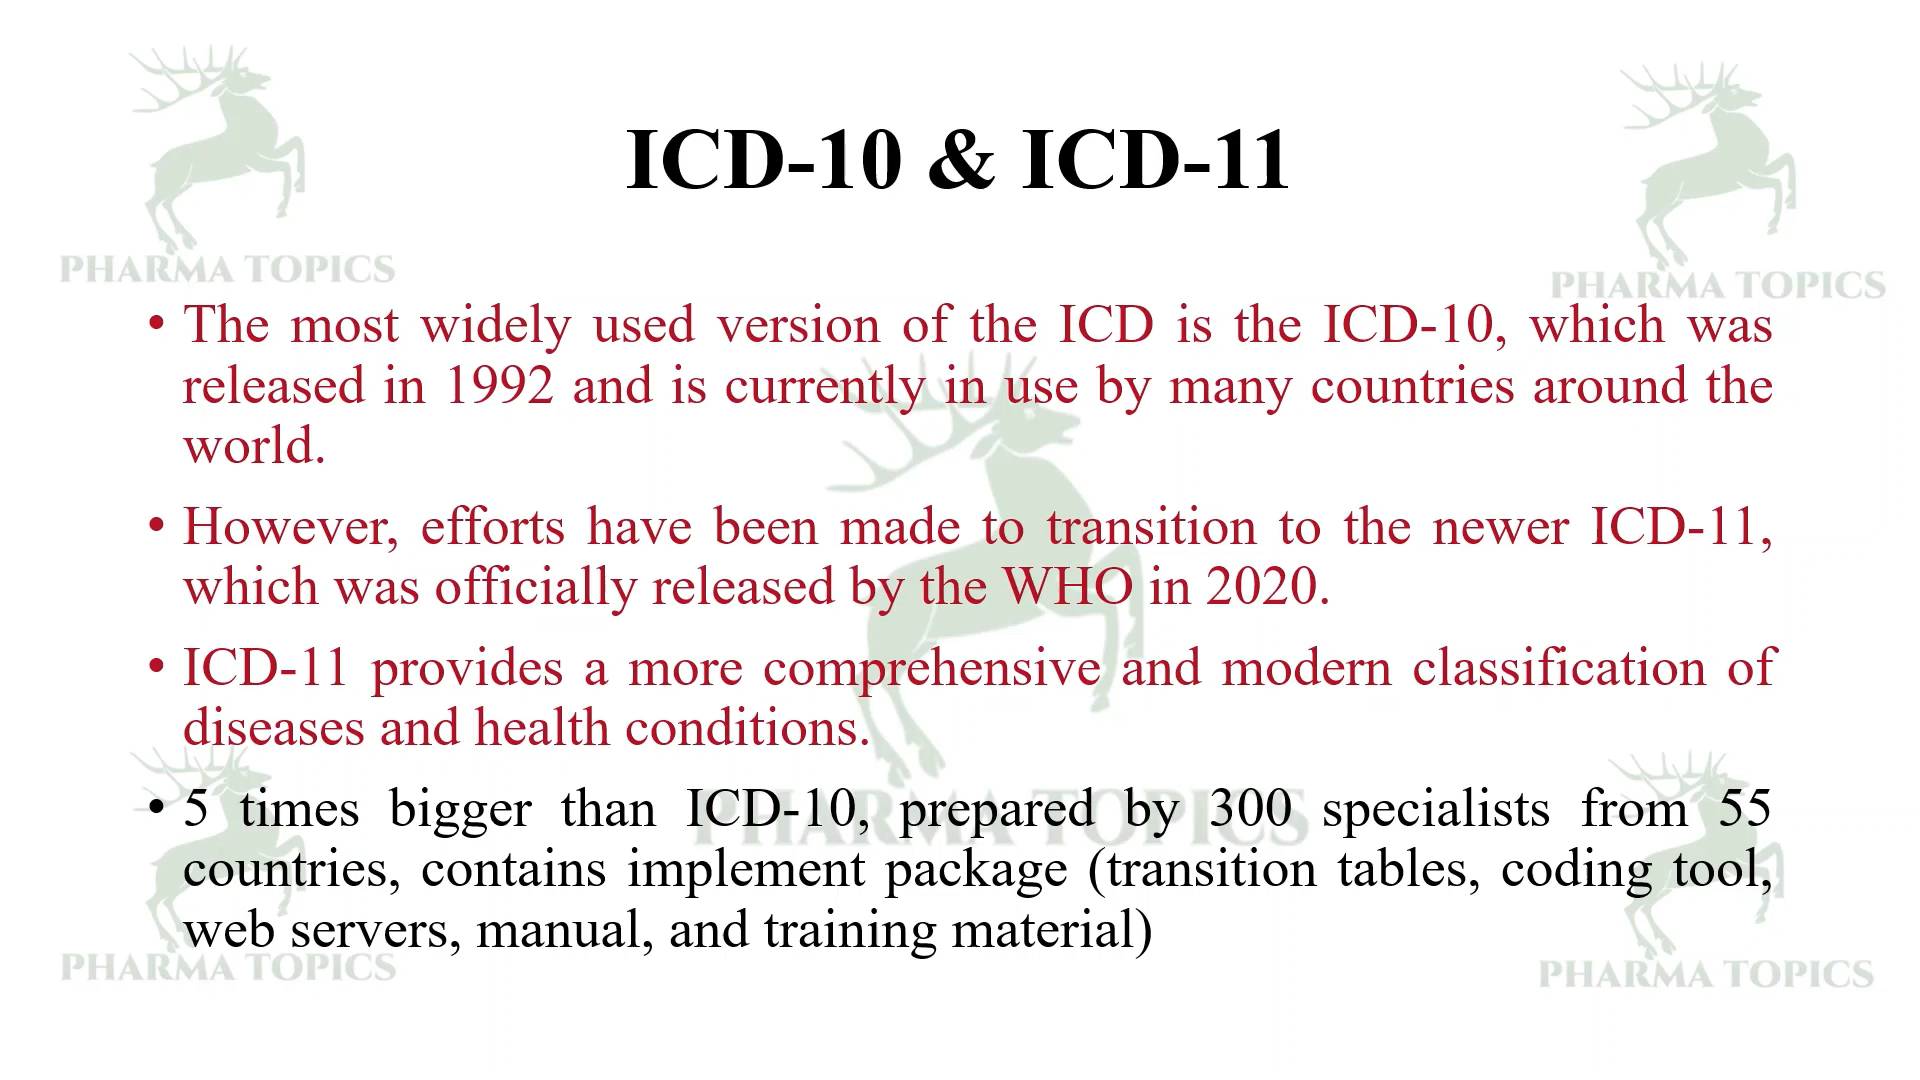 PHARMA TOPICS
PHARMA TOPICS
ICD-10 & ICD-11
• The most widely used version of the ICD is the ICD-10, which was
released in 1992 and is currently in use by many countries around the
world.
• However, efforts have been made to transition to the newer ICD-11,
which was officially released by the WHO in 2020.
• ICD-11 provides a more comprehensive and modern classification of
diseases and health conditions.
PHARMA TOPICS
• 5 times bigger than ICD-10, prepared by 300 specialists from 55
countries, contains implement package (transition tables, coding tool,
web servers, manual, and training material)
PHARMA TOPICS
PHARMA TOPICS